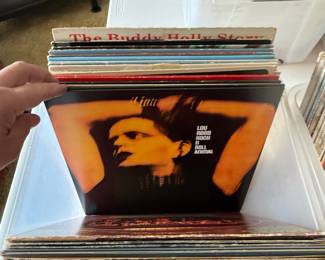 The Buddy Holly Story
LOU
REED
ROCK
N
ROLL
ANIMAL